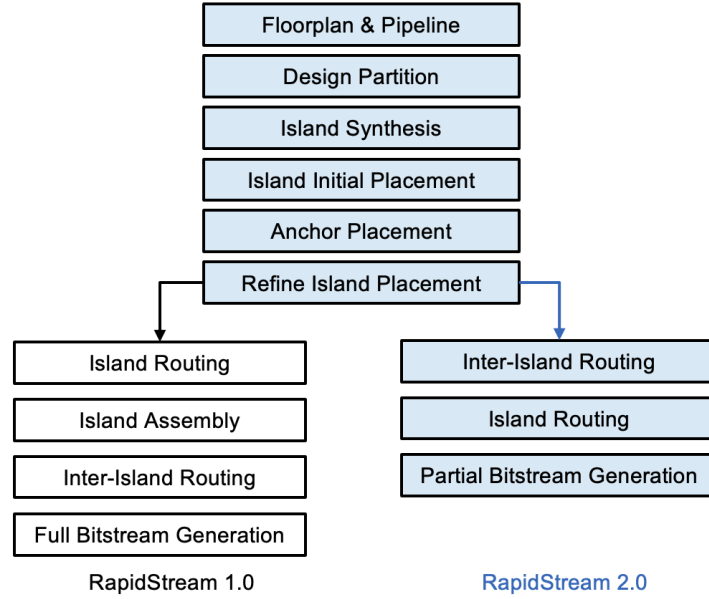 Floorplan & Pipeline
Design Partition
Island Synthesis
Island Initial Placement
Anchor Placement
Refine Island Placement
Island Routing
Island Assembly
Inter-Island Routing
Full Bitstream Generation
RapidStream 1.0
Inter-Island Routing
Island Routing
Partial Bitstream Generation
RapidStream 2.0